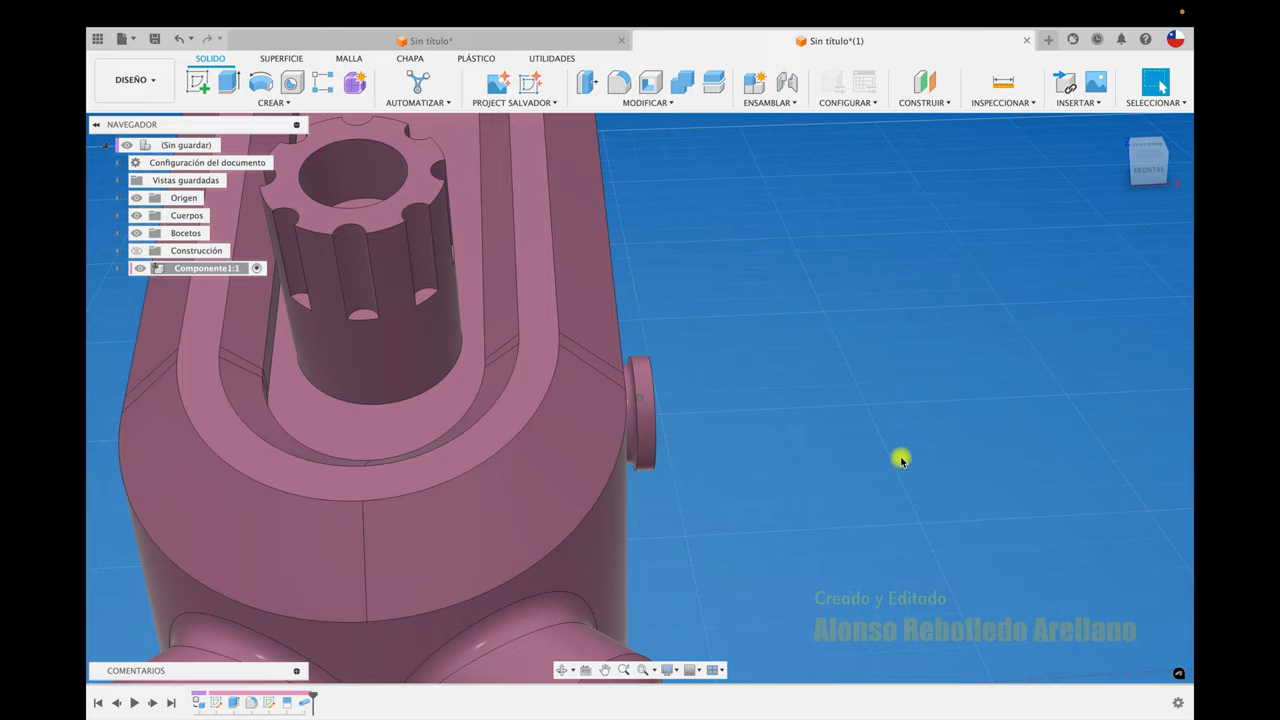 Sin título*
Sin título*(1)
SOLIDO
SUPERFICIE
MALLA
CHAPA
PLÁSTICO
UTILIDADES
DISEÑO
CREAR
AUTOMATIZAR
PROJECT SALVADOR
MODIFICAR
ENSAMBLAR
CONFIGURAR
CONSTRUIR
INSPECCIONAR
INSERTAR
SELECCIONAR
NAVEGADOR
(Sin guardar)
Configuración del documento
Vistas guardadas
Origen
Cuerpos
Bocetos
Construcción
Componente1:1
Z
FRONTAL
X
Creado y Editado
Alonso Rebolledo Arellano
COMENTARIOS